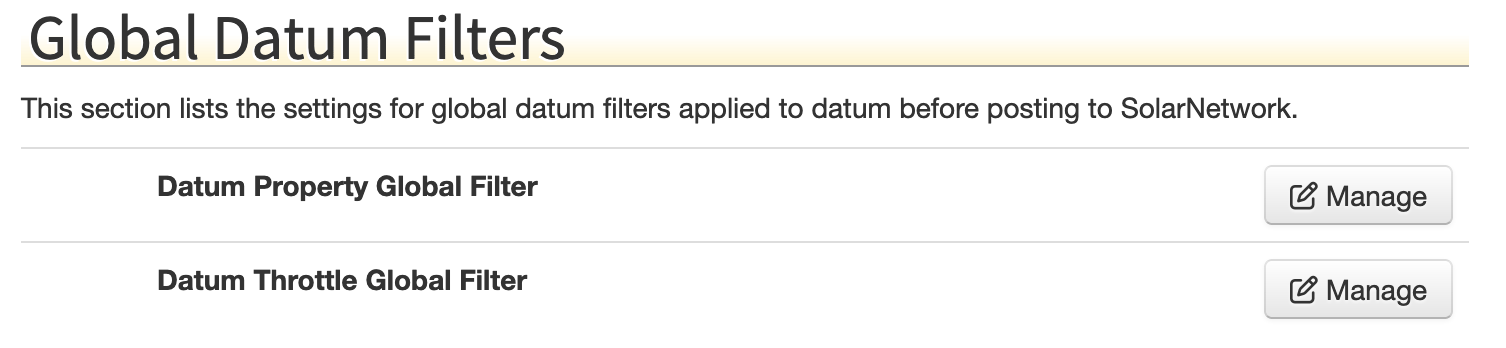 Global Datum Filters
This section lists the settings for global datum filters applied to datum before posting to SolarNetwork.
Datum Property Global Filter
Manage
Datum Throttle Global Filter
Manage